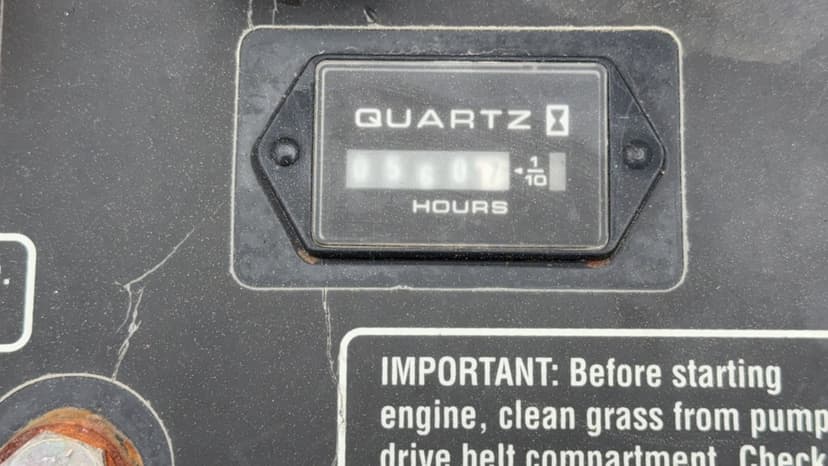 QUARTZ
1/10
HOURS
IMPORTANT: Before starting
engine, clean grass from pump
drive belt compartment. Check